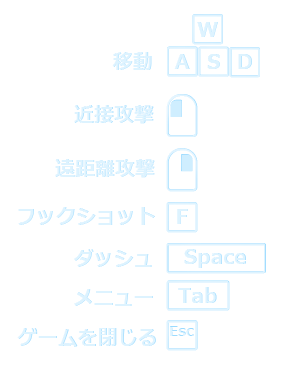 W
移動 A S D
近接攻撃
遠距離攻撃
フックショット F
ダッシュ Space
メニュー Tab
ゲームを閉じる Esc